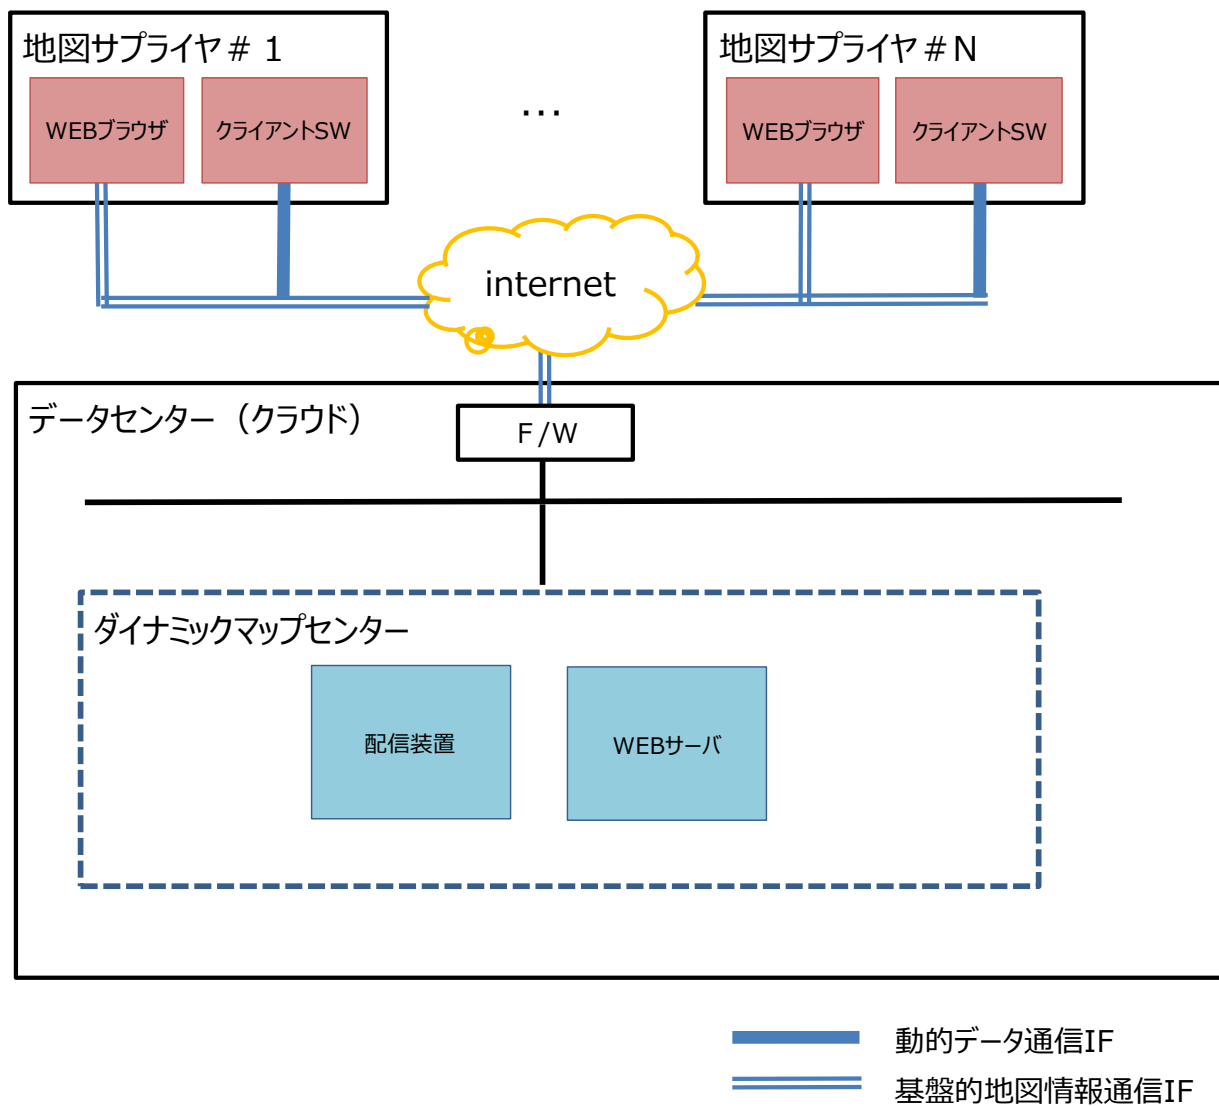 地図サプライヤ＃１
WEBブラウザ
クライアントSW
…
地図サプライヤ＃N
WEBブラウザ
クライアントSW
internet
データセンター（クラウド）
F/W
ダイナミックマップセンター
配信装置
WEBサーバ
動的データ通信IF
基盤的地図情報通信IF